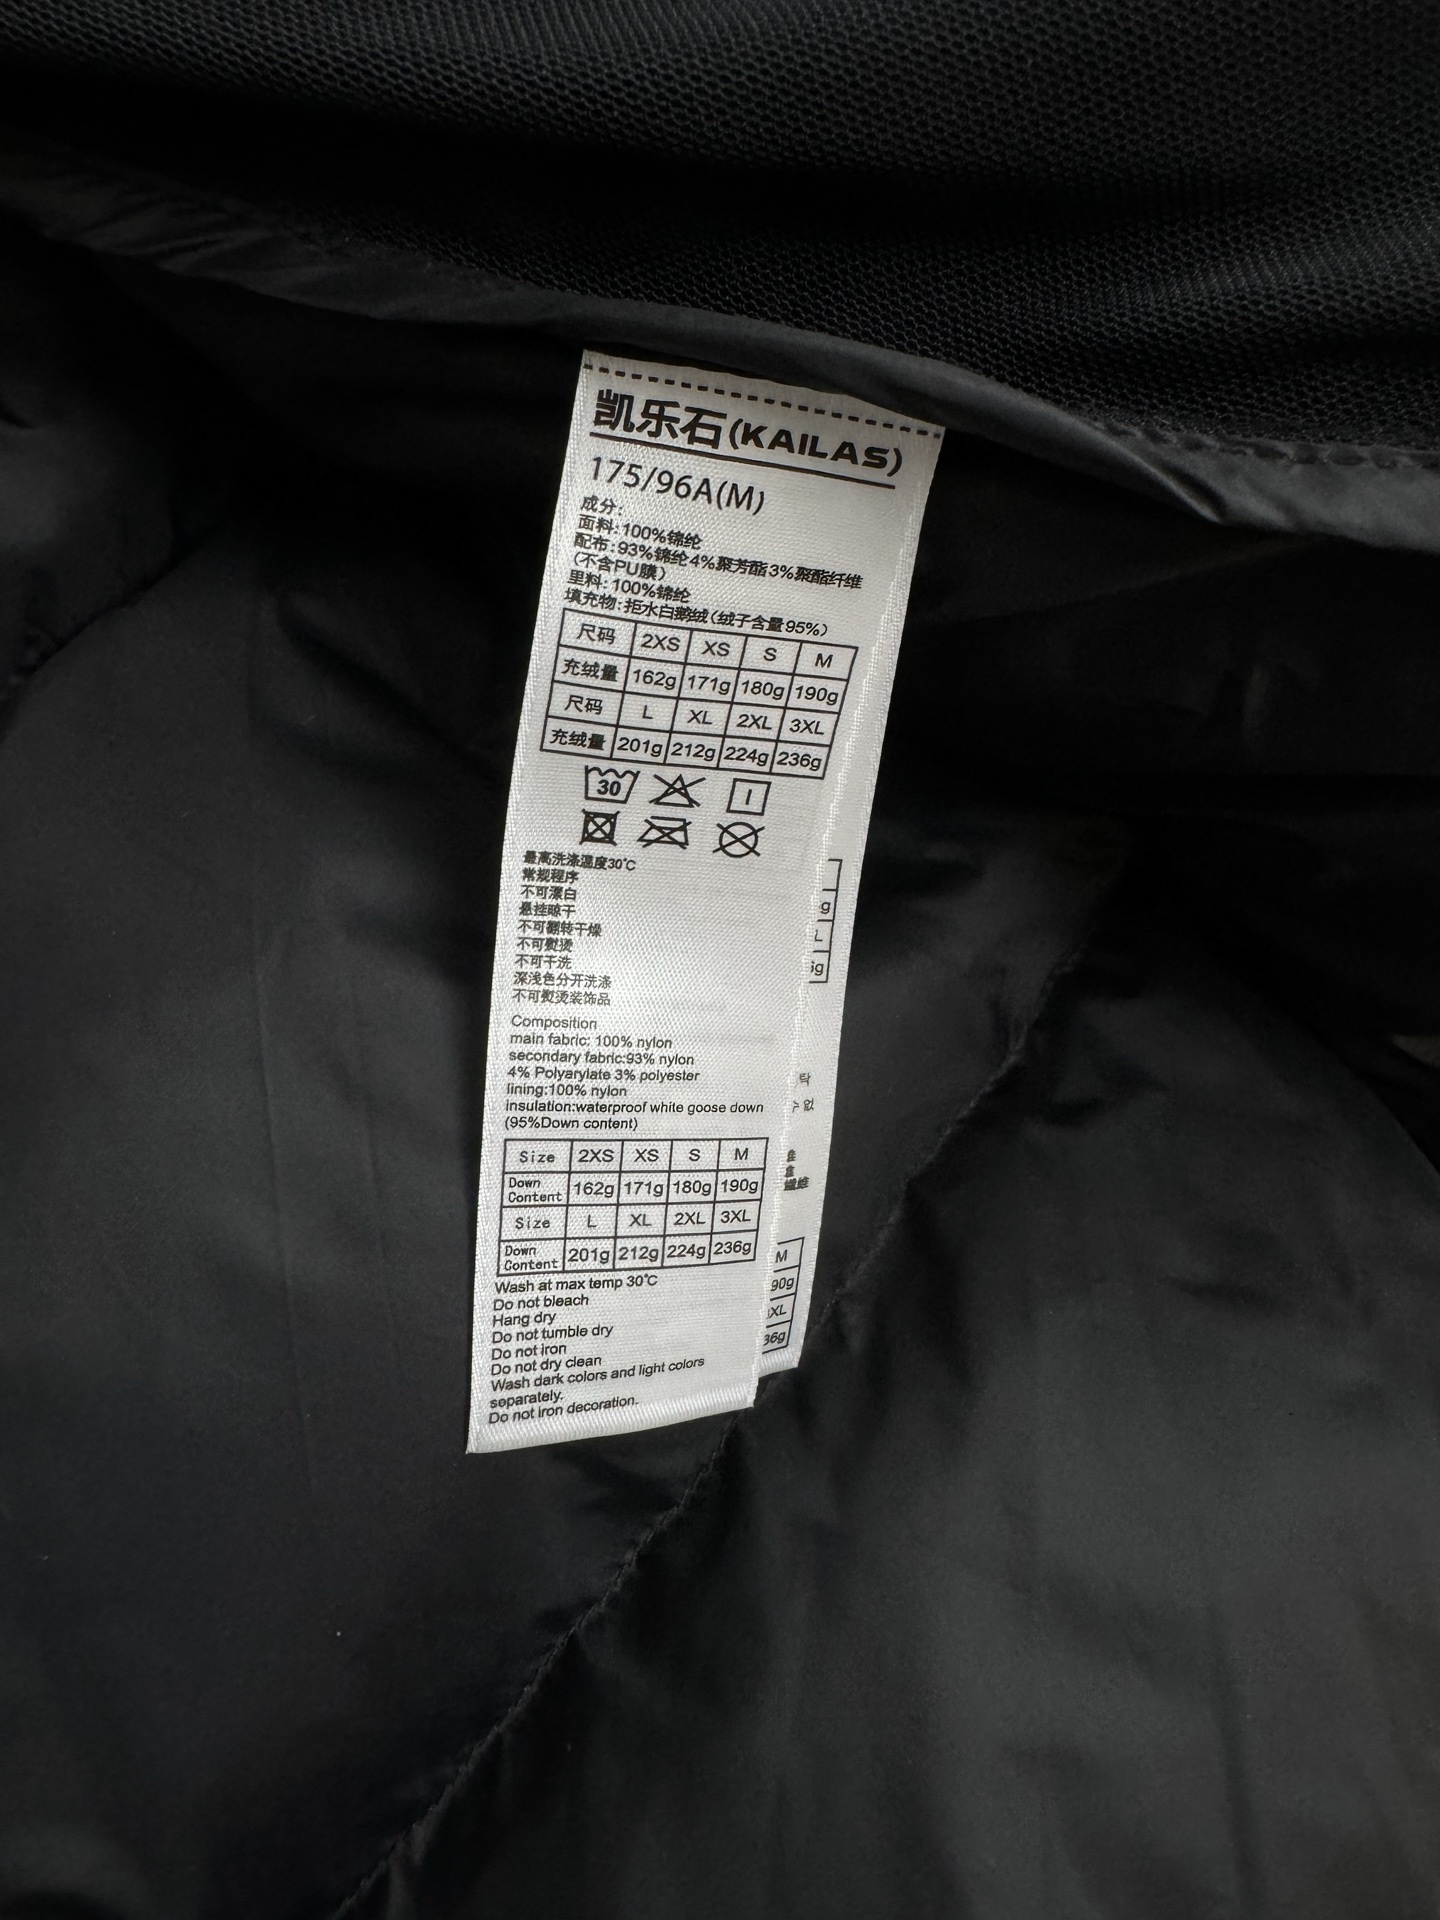 凯乐石(KAILAS)
175/96A(M)
成分:
面料:100%锦纶
配布:93%锦纶4%聚芳酯3%聚酯纤维
(不含PU膜)
里料:100%锦纶
填充物:拒水白鹅绒(绒子含量95%)
尺码 2XS XS S M
充绒量 162g 171g 180g 190g
尺码 L XL 2XL 3XL
充绒量 201g 212g 224g 236g
30
最高洗涤温度30℃
常规程序
不可漂白
悬挂晾干
不可翻转干燥
不可熨烫
不可干洗
深浅色分开洗涤
不可熨烫装饰品
Composition
main fabric: 100% nylon
secondary fabric:93% nylon
4% Polyarylate 3% polyester
lining:100% nylon
insulation:waterproof white goose down
(95%Down content)
Size 2XS XS S M
Down Content 162g 171g 180g 190g
Size L XL 2XL 3XL
Down Content 201g 212g 224g 236g
Wash at max temp 30℃
Do not bleach
Hang dry
Do not tumble dry
Do not iron
Do not dry clean
Wash dark colors and light colors
separately.
Do not iron decoration.
g
L
탁
수 없
M
90g
XL
36g